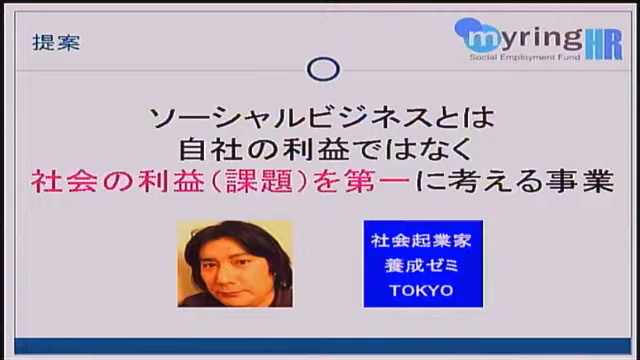 提案
myring HR
Social Employment Fund
ソーシャルビジネスとは
自社の利益ではなく
社会の利益(課題)を第一に考える事業
社会起業家
養成ゼミ
TOKYO